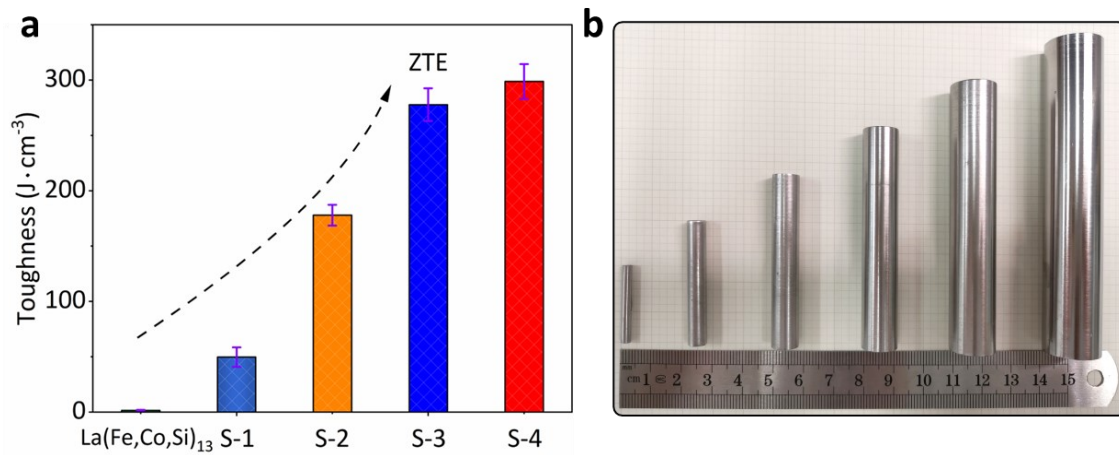 a
Toughness (J·cm⁻³)
300
200
100
0
ZTE
La(Fe,Co,Si)₁₃ S-1 S-2 S-3 S-4
b
cm 1 2 3 4 5 6 7 8 9 10 11 12 13 14 15